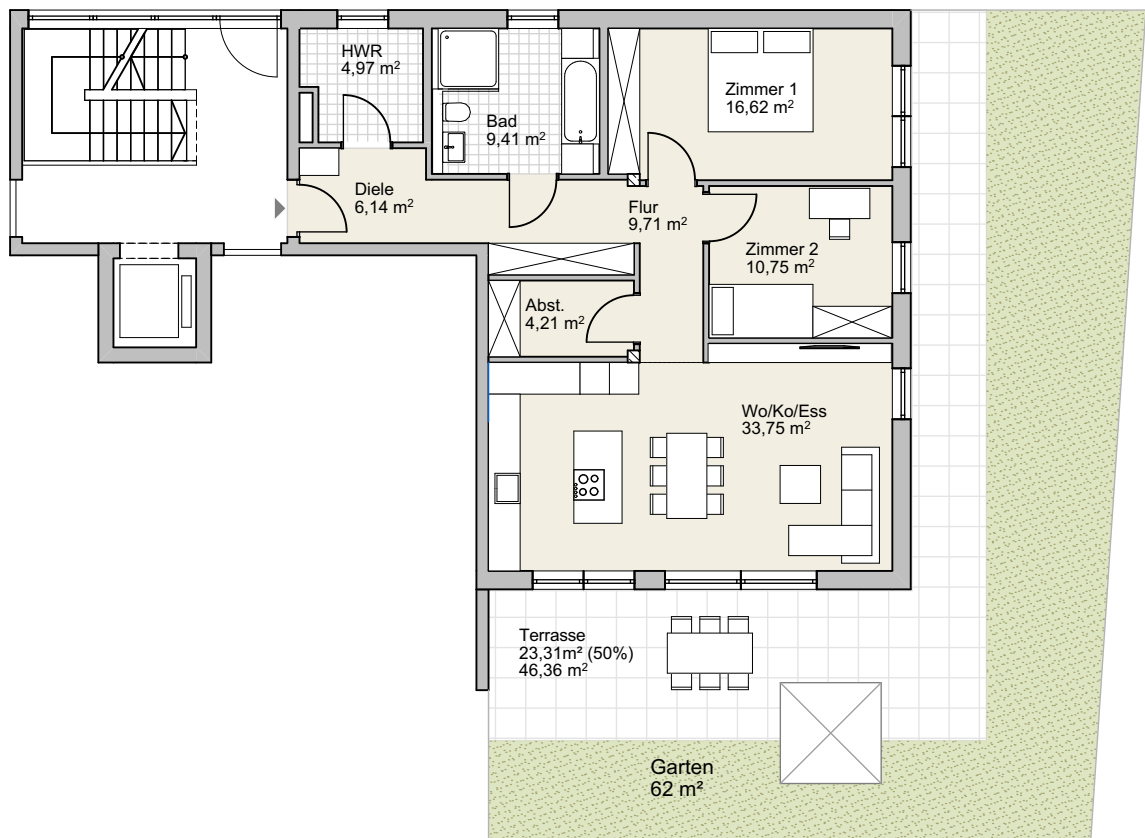 HWR
4,97 m²
Bad
9,41 m²
Zimmer 1
16,62 m²
Diele
6,14 m²
Flur
9,71 m²
Zimmer 2
10,75 m²
Abst.
4,21 m²
Wo/Ko/Ess
33,75 m²
Terrasse
23,31m² (50%)
46,36 m²
Garten
62 m²